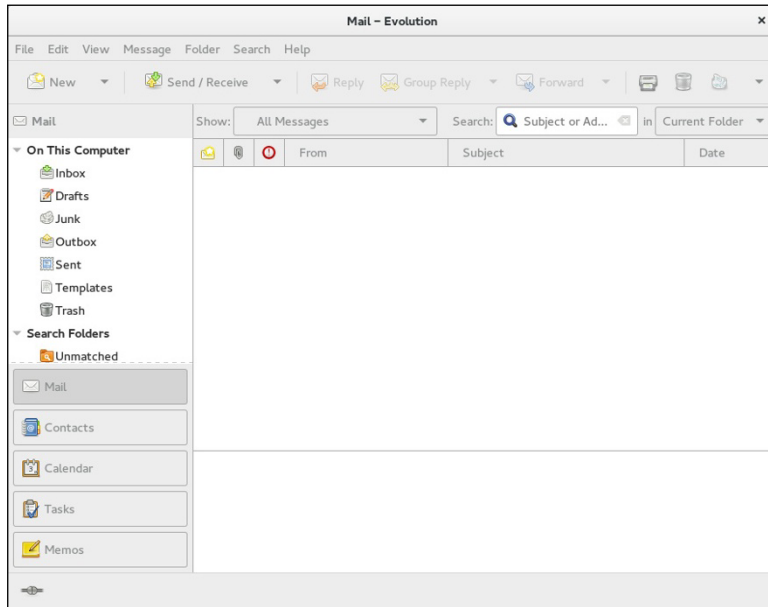 Mail – Evolution
File Edit View Message Folder Search Help
New Send / Receive Reply Group Reply Forward
Mail Show: All Messages Search: Subject or Ad... in Current Folder
On This Computer
From Subject Date
Inbox
Drafts
Junk
Outbox
Sent
Templates
Trash
Search Folders
Unmatched
Mail
Contacts
Calendar
Tasks
Memos